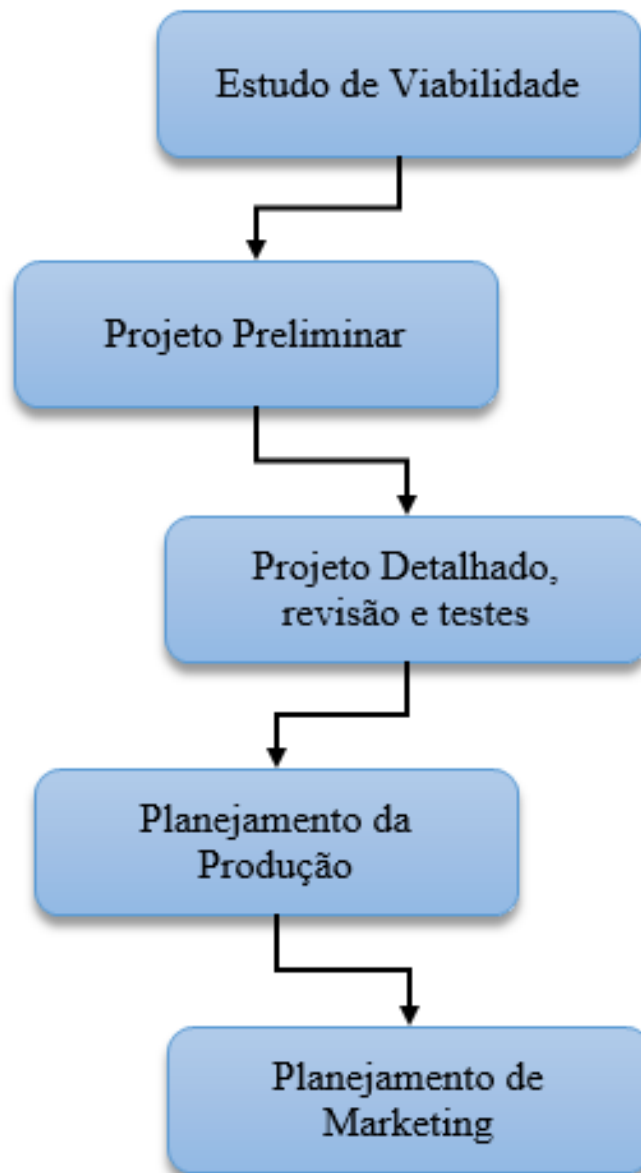 Estudo de Viabilidade
Projeto Preliminar
Projeto Detalhado,
revisão e testes
Planejamento da
Produção
Planejamento de
Marketing